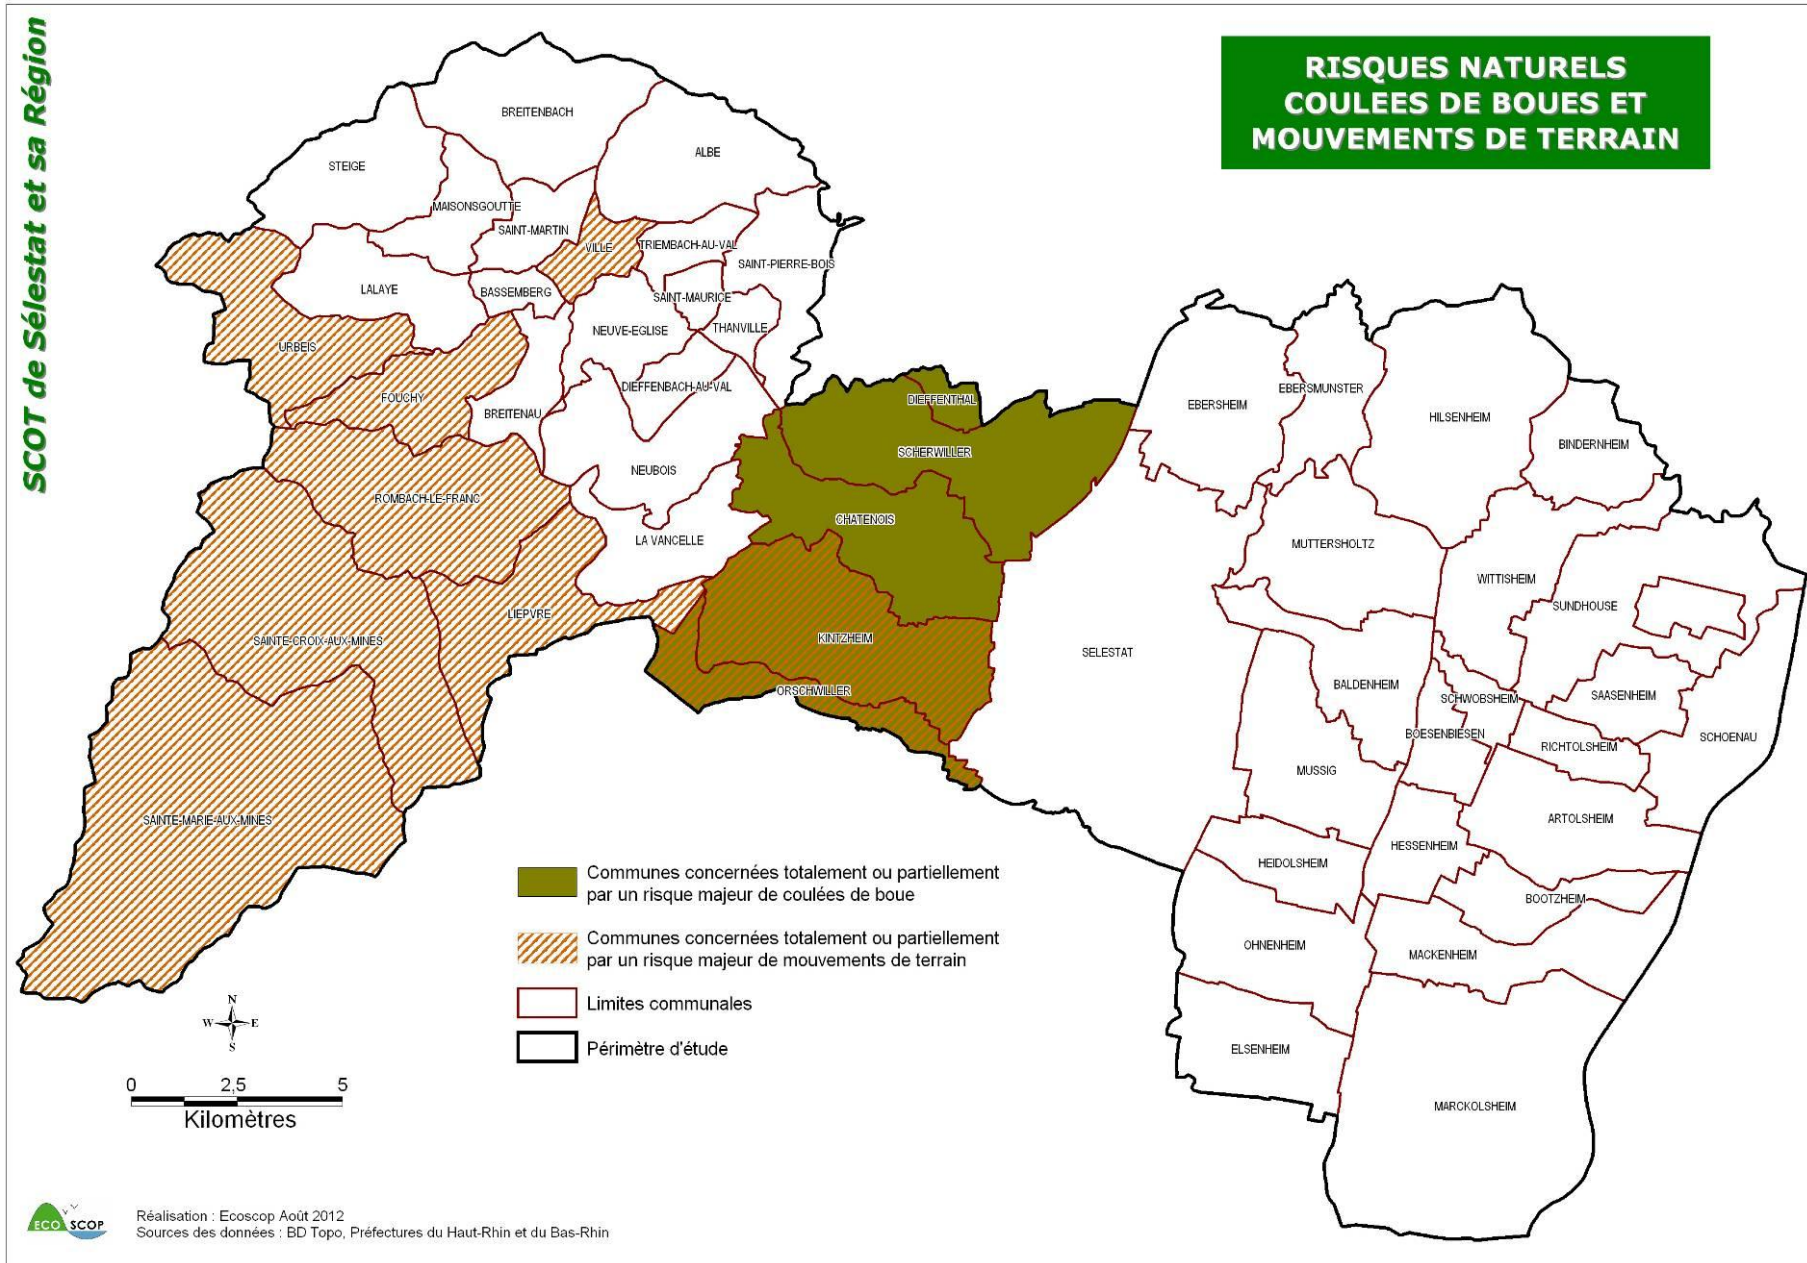 SCOT de Sélestat et sa Région
RISQUES NATURELS
COULEES DE BOUES ET
MOUVEMENTS DE TERRAIN
BREITENBACH
ALBE
STEIGE
MAISONSGOUTTE
SAINT-MARTIN
VILLE
TRIEMBACH-AU-VAL
SAINT-PIERRE-BOIS
LALAYE
BASSEMBERG
SAINT-MAURICE
THANVILLE
NEUVE-EGLISE
URBEIS
FOUCHY
DIEFFENBACH-AU-VAL
BREITENAU
NEUBOIS
DIEFFENTHAL
SCHERWILLER
ROMBACH-LE-FRANC
CHATENOIS
LA VANCELLE
LIEPVRE
SAINTE-CROIX-AUX-MINES
KINTZHEIM
ORSCHWILLER
SAINTE-MARIE-AUX-MINES
SELESTAT
EBERSHEIM
EBERSMUNSTER
HILSENHEIM
BINDERNHEIM
MUTTERSHOLTZ
WITTISHEIM
SUNDHOUSE
BALDENHEIM
SCHWOBSHEIM
SAASENHEIM
BOESENBIESEN
RICHTOLSHEIM
SCHOENAU
MUSSIG
ARTOLSHEIM
HESSENHEIM
HEIDOLSHEIM
BOOTZHEIM
OHNENHEIM
MACKENHEIM
ELSENHEIM
MARCKOLSHEIM
Communes concernées totalement ou partiellement
par un risque majeur de coulées de boue
Communes concernées totalement ou partiellement
par un risque majeur de mouvements de terrain
Limites communales
Périmètre d'étude
N
W E
S
0 2,5 5
Kilomètres
ECO SCOP
Réalisation : Ecoscop Août 2012
Sources des données : BD Topo, Préfectures du Haut-Rhin et du Bas-Rhin